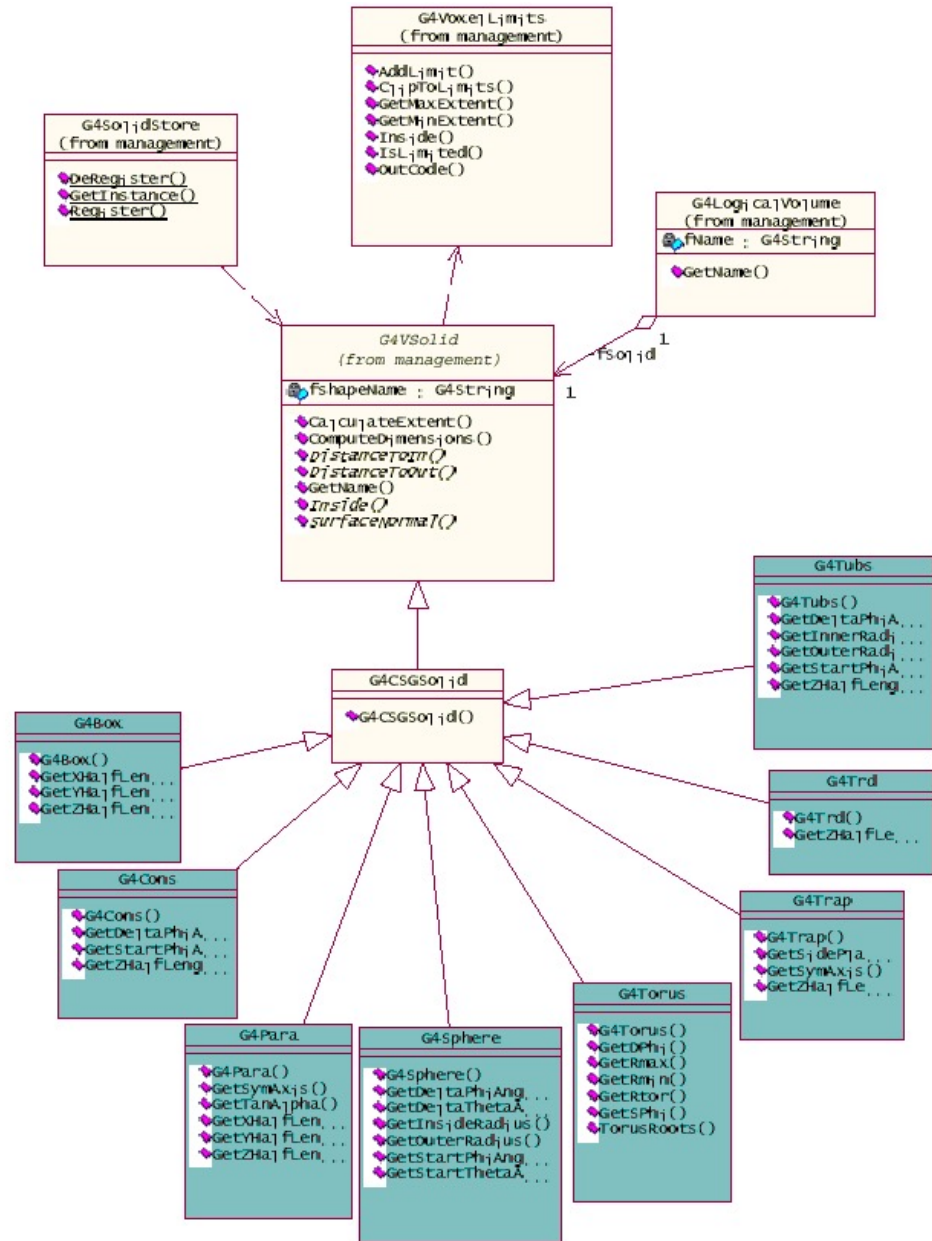 G4VoxelLimits
(from management)
AddLimit()
ClipToLimits()
GetMaxExtent()
GetMinExtent()
Inside()
IsLimited()
OutCode()
G4SolidStore
(from management)
DeRegister()
GetInstance()
Register()
G4LogicalVolume
(from management)
fName : G4String
GetName()
G4VSolid
(from management)
fshapeName : G4String
CalculateExtent()
ComputeDimensions()
DistanceToIn()
DistanceToOut()
GetName()
Inside()
SurfaceNormal()
-fSolid
1
1
G4CSGSolid
G4CSGSolid()
G4Tubs
G4Tubs()
GetDeltaPhiA...
GetInnerRadi...
GetOuterRadi...
GetStartPhiA...
GetZHalfLeng...
G4Box
G4Box()
GetXHalfLen...
GetYHalfLen...
GetZHalfLen...
G4Trd
G4Trd()
GetZHalfLe...
G4Cons
G4Cons()
GetDeltaPhiA...
GetStartPhiA...
GetZHalfLeng...
G4Trap
G4Trap()
GetSidePla...
GetSymAxis()
GetZHalfLe...
G4Para
G4Para()
GetSymAxis()
GetTanAlpha()
GetXHalfLen...
GetYHalfLen...
GetZHalfLen...
G4Sphere
G4Sphere()
GetDeltaPhiAng...
GetDeltaThetaA...
GetInsideRadius()
GetOuterRadius()
GetStartPhiAng...
GetStartThetaA...
G4Torus
G4Torus()
GetDPhi()
GetRmax()
GetRmin()
GetRtor()
GetSPhi()
TorusRoots()